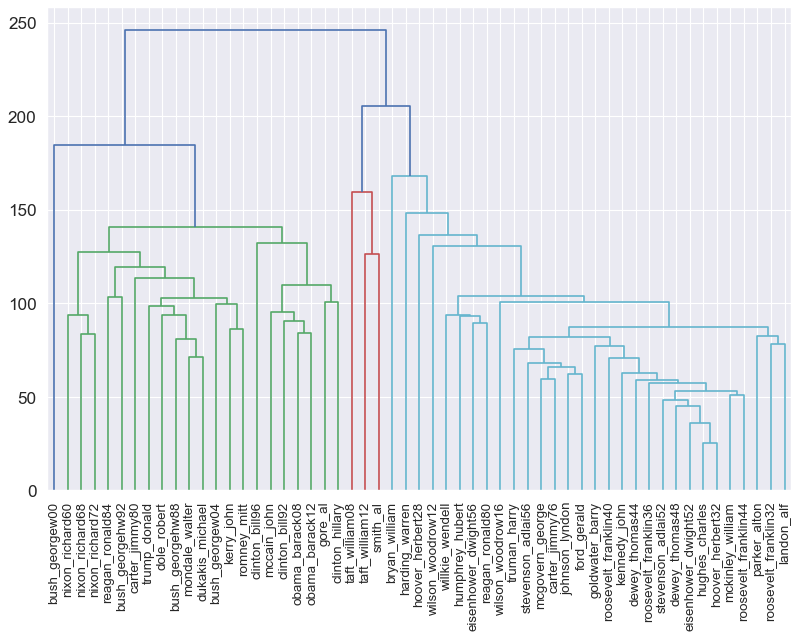 250
200
150
100
50
0
bush_georgew00
nixon_richard60
nixon_richard68
nixon_richard72
reagan_ronald84
bush_georgehw92
carter_jimmy80
trump_donald
dole_robert
bush_georgehw88
mondale_walter
dukakis_michael
bush_georgew04
kerry_john
romney_mitt
clinton_bill96
mccain_john
clinton_bill92
obama_barack08
obama_barack12
gore_al
clinton_hillary
taft_william08
taft_william12
smith_al
bryan_william
harding_warren
hoover_herbert28
wilson_woodrow12
willkie_wendell
humphrey_hubert
eisenhower_dwight56
reagan_ronald80
wilson_woodrow16
truman_harry
stevenson_adlai56
mcgovern_george
carter_jimmy76
johnson_lyndon
ford_gerald
goldwater_barry
roosevelt_franklin40
kennedy_john
dewey_thomas44
roosevelt_franklin36
stevenson_adlai52
dewey_thomas48
eisenhower_dwight52
hughes_charles
hoover_herbert32
mckinley_william
roosevelt_franklin44
parker_alton
roosevelt_franklin32
landon_alf